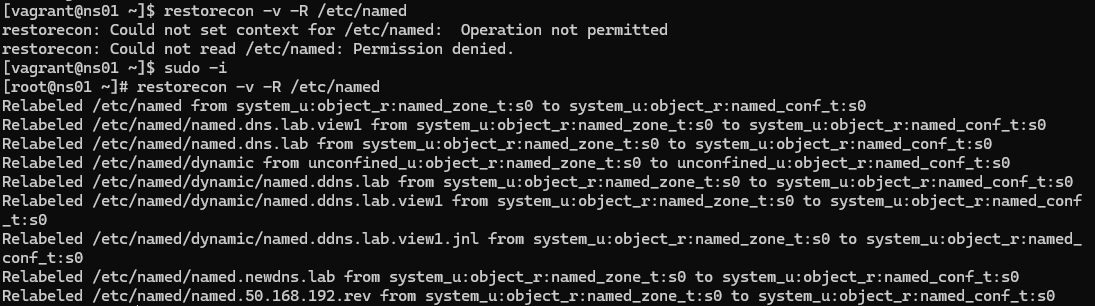 [vagrant@ns01 ~]$ restorecon -v -R /etc/named
restorecon: Could not set context for /etc/named:  Operation not permitted
restorecon: Could not read /etc/named: Permission denied.
[vagrant@ns01 ~]$ sudo -i
[root@ns01 ~]# restorecon -v -R /etc/named
Relabeled /etc/named from system_u:object_r:named_zone_t:s0 to system_u:object_r:named_conf_t:s0
Relabeled /etc/named/named.dns.lab.view1 from system_u:object_r:named_zone_t:s0 to system_u:object_r:named_conf_t:s0
Relabeled /etc/named/named.dns.lab from system_u:object_r:named_zone_t:s0 to system_u:object_r:named_conf_t:s0
Relabeled /etc/named/dynamic from unconfined_u:object_r:named_zone_t:s0 to unconfined_u:object_r:named_conf_t:s0
Relabeled /etc/named/dynamic/named.ddns.lab from system_u:object_r:named_zone_t:s0 to system_u:object_r:named_conf_t:s0
Relabeled /etc/named/dynamic/named.ddns.lab.view1 from system_u:object_r:named_zone_t:s0 to system_u:object_r:named_conf
_t:s0
Relabeled /etc/named/dynamic/named.ddns.lab.view1.jnl from system_u:object_r:named_zone_t:s0 to system_u:object_r:named_
conf_t:s0
Relabeled /etc/named/named.newdns.lab from system_u:object_r:named_zone_t:s0 to system_u:object_r:named_conf_t:s0
Relabeled /etc/named/named.50.168.192.rev from system_u:object_r:named_zone_t:s0 to system_u:object_r:named_conf_t:s0